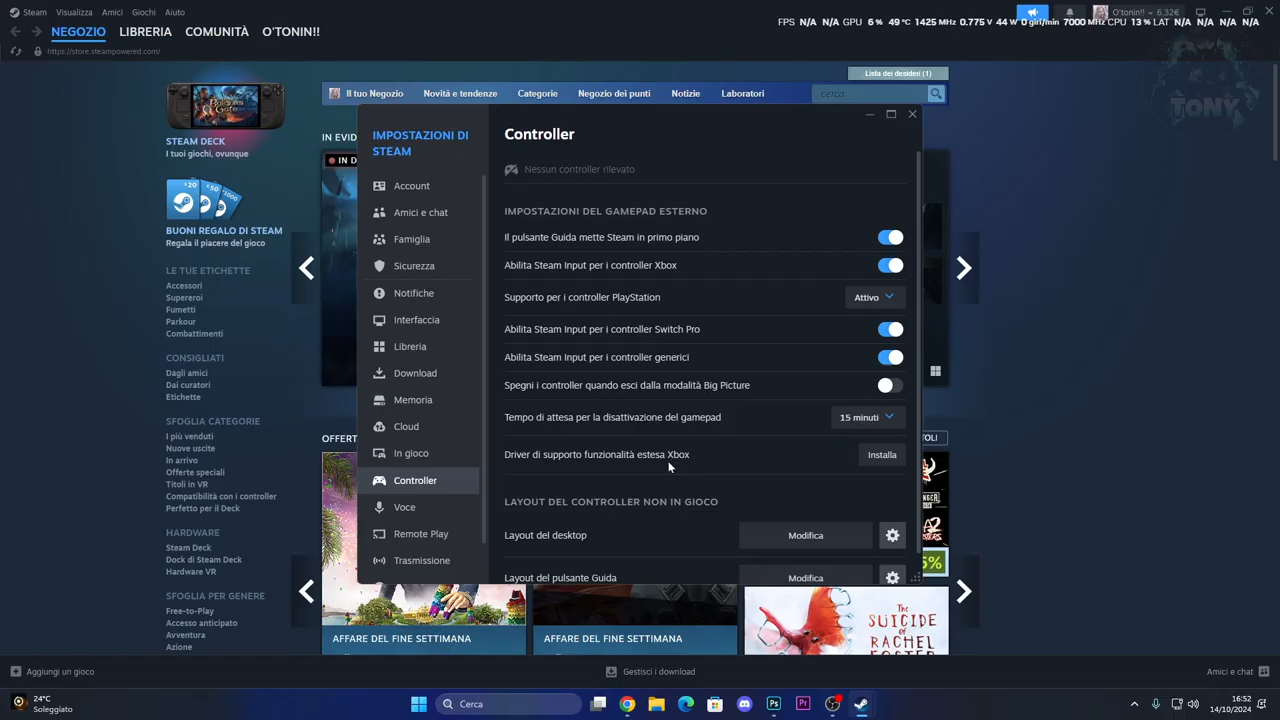 Steam Visualizza Amici Giochi Aiuto
O'tonin!! 6,32€
FPS N/A N/A GPU 6 % 49 °C 1425 MHz 0.775 V 44 W 0 giri/min 7000 MHz CPU 13 % LAT N/A N/A N/A
NEGOZIO LIBRERIA COMUNITÀ O'TONIN!!
https://store.steampowered.com/
Lista dei desideri (1)
Il tuo Negozio Novità e tendenze Categorie Negozio dei punti Notizie Laboratori cerca
TONY
STEAM DECK
I tuoi giochi, ovunque
€20 €50
BUONI REGALO DI STEAM
Regala il piacere del gioco
LE TUE ETICHETTE
Accessori
Supereroi
Fumetti
Parkour
Combattimenti
CONSIGLIATI
Dagli amici
Dai curatori
Etichette
SFOGLIA CATEGORIE
I più venduti
Nuove uscite
In arrivo
Offerte speciali
Titoli in VR
Compatibilità con i controller
Perfetto per il Deck
HARDWARE
Steam Deck
Dock di Steam Deck
Hardware VR
SFOGLIA PER GENERE
Free-to-Play
Accesso anticipato
Avventura
Azione
IN EVID
IN D
OFFERT
IMPOSTAZIONI DI
STEAM
Account
Amici e chat
Famiglia
Sicurezza
Notifiche
Interfaccia
Libreria
Download
Memoria
Cloud
In gioco
Controller
Voce
Remote Play
Trasmissione
Controller
Nessun controller rilevato
IMPOSTAZIONI DEL GAMEPAD ESTERNO
Il pulsante Guida mette Steam in primo piano
Abilita Steam Input per i controller Xbox
Supporto per i controller PlayStation Attivo
Abilita Steam Input per i controller Switch Pro
Abilita Steam Input per i controller generici
Spegni i controller quando esci dalla modalità Big Picture
Tempo di attesa per la disattivazione del gamepad 15 minuti
Driver di supporto funzionalità estesa Xbox Installa
LAYOUT DEL CONTROLLER NON IN GIOCO
Layout del desktop Modifica
Layout del pulsante Guida Modifica
TOLI
5%
AFFARE DEL FINE SETTIMANA
AFFARE DEL FINE SETTIMANA
THE
SUICIDE
OF
RACHEL
FOSTER
Aggiungi un gioco Gestisci i download Amici e chat
24°C
Soleggiato
Cerca
16:52
14/10/2024